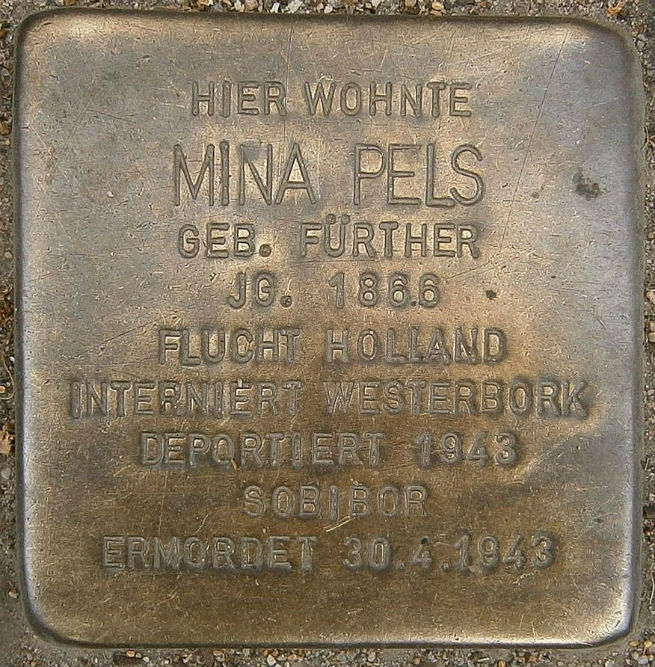 HIER WOHNTE
MINA PELS
GEB. FÜRTHER
JG. 1866
FLUCHT HOLLAND
INTERNIERT WESTERBORK
DEPORTIERT 1943
SOBIBOR
ERMORDET 30.4.1943